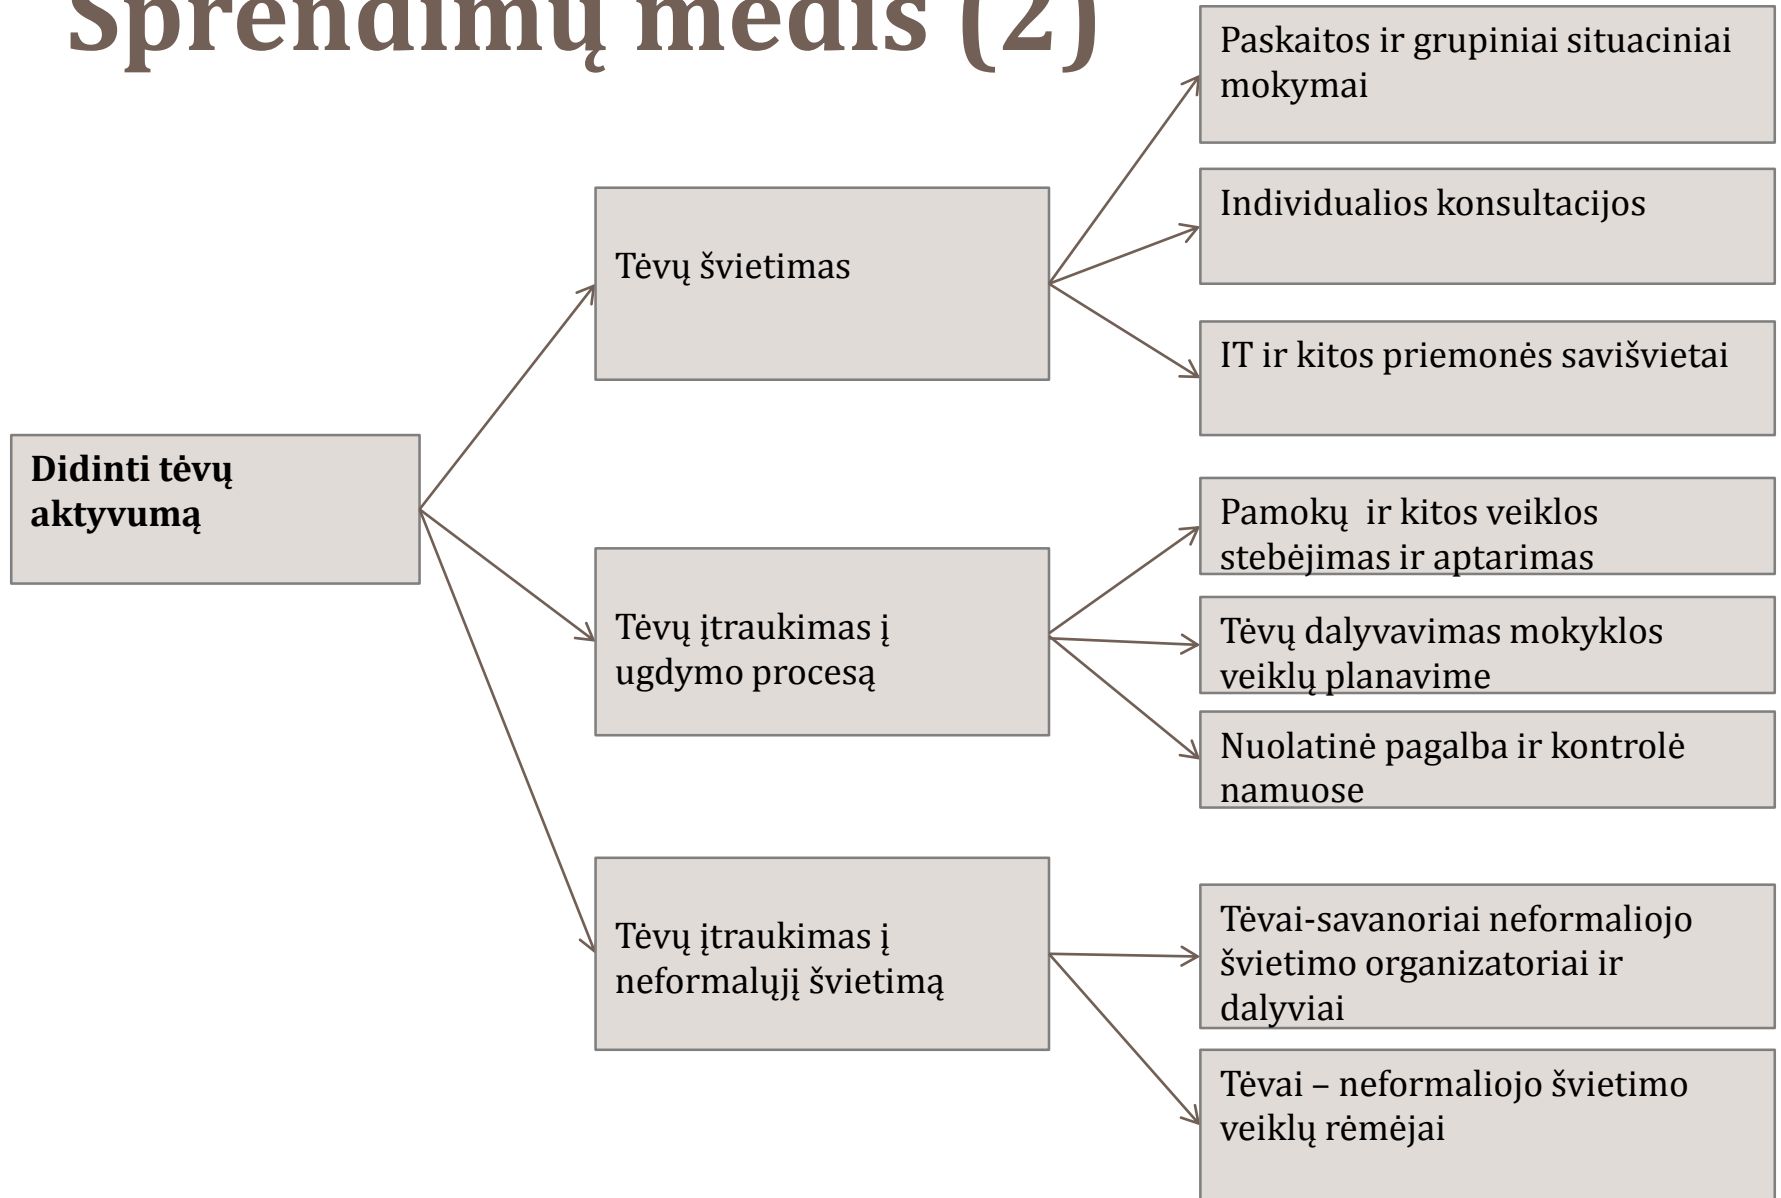 Sprendimų medis (2)
Paskaitos ir grupiniai situaciniai
mokymai
Individualios konsultacijos
Tėvų švietimas
IT ir kitos priemonės savišvietai
Didinti tėvų
aktyvumą
Pamokų  ir kitos veiklos
stebėjimas ir aptarimas
Tėvų įtraukimas į
ugdymo procesą
Tėvų dalyvavimas mokyklos
veiklų planavime
Nuolatinė pagalba ir kontrolė
namuose
Tėvų įtraukimas į
neformalųjį švietimą
Tėvai-savanoriai neformaliojo
švietimo organizatoriai ir
dalyviai
Tėvai – neformaliojo švietimo
veiklų rėmėjai